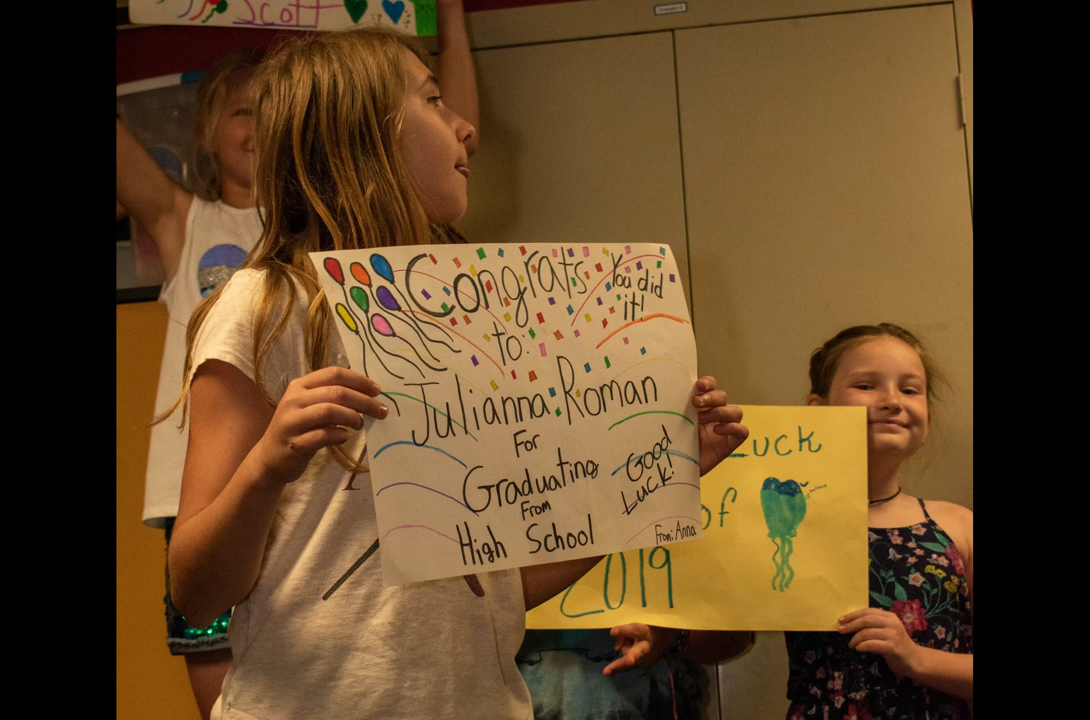 Scott
Congrats
You did
it!
to:
Julianna Roman
For
Graduating
From
High School
Good
Luck!
From: Anna
Luck
of
2019